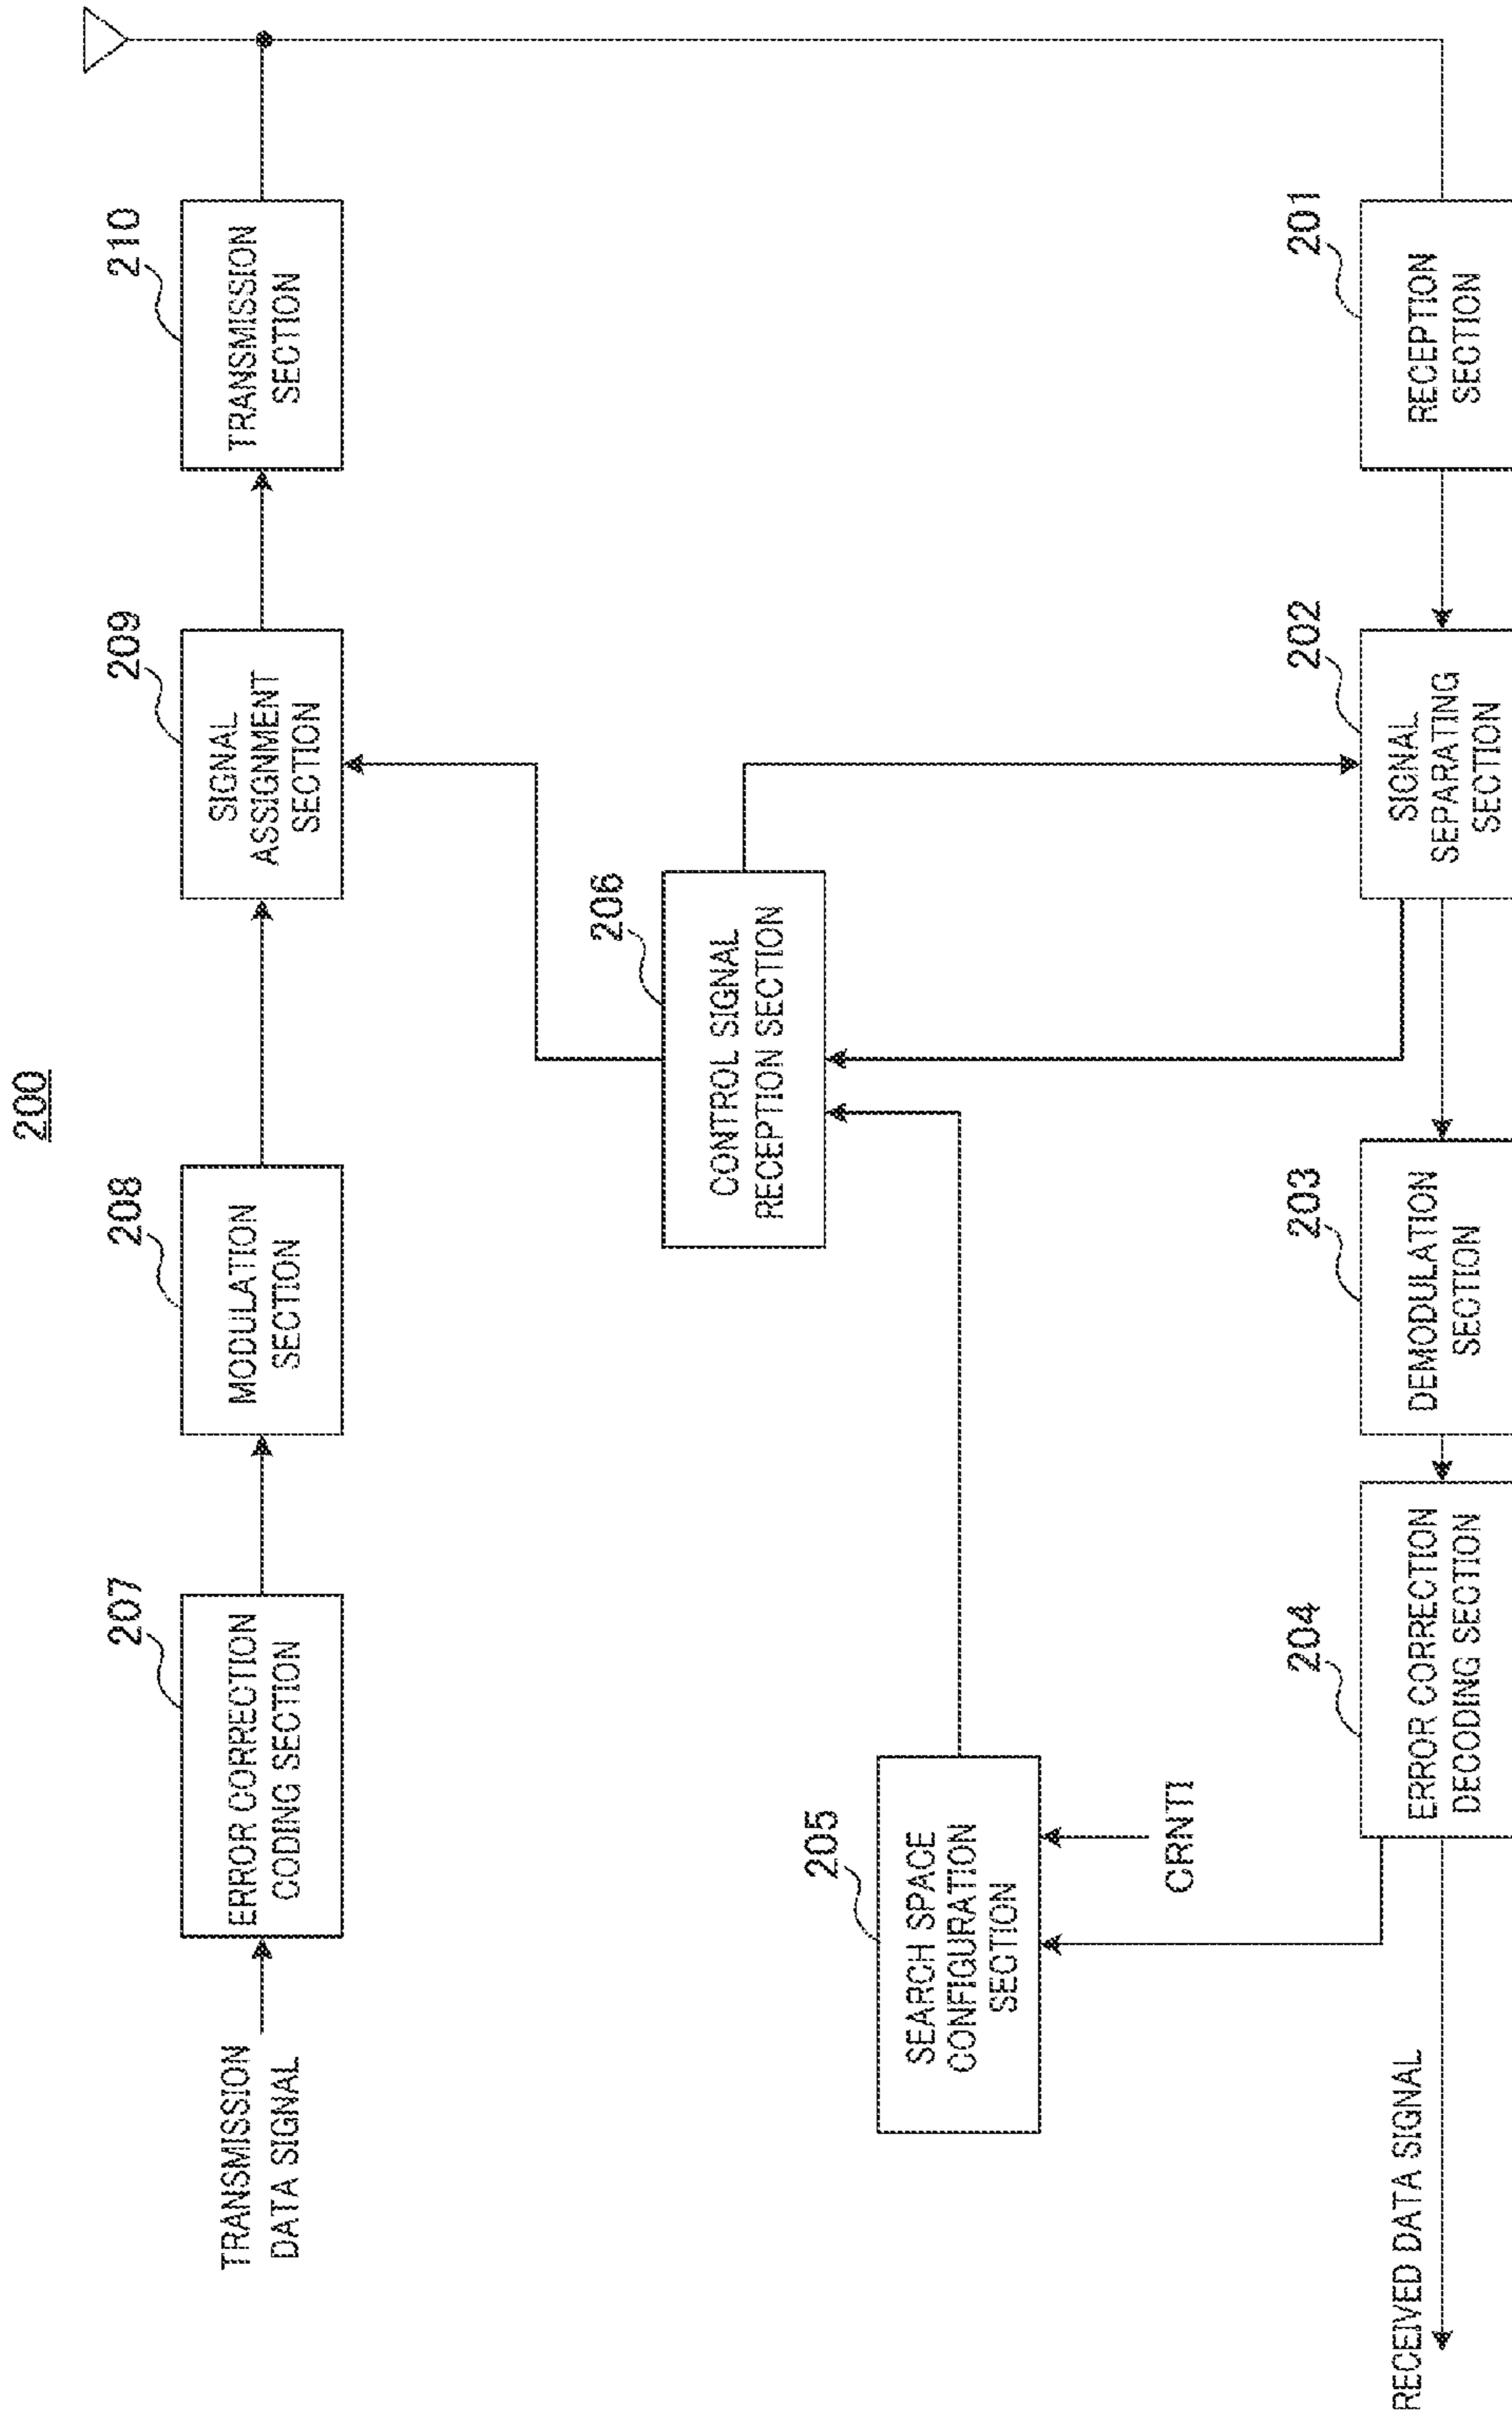 200
207
208
209
210
TRANSMISSION
DATA SIGNAL
ERROR CORRECTION
CODING SECTION
MODULATION
SECTION
SIGNAL
ASSIGNMENT
SECTION
TRANSMISSION
SECTION
206
CONTROL SIGNAL
RECEPTION SECTION
205
SEARCH SPACE
CONFIGURATION
SECTION
CRNTI
204
203
202
201
RECEIVED DATA SIGNAL
ERROR CORRECTION
DECODING SECTION
DEMODULATION
SECTION
SIGNAL
SEPARATING
SECTION
RECEPTION
SECTION